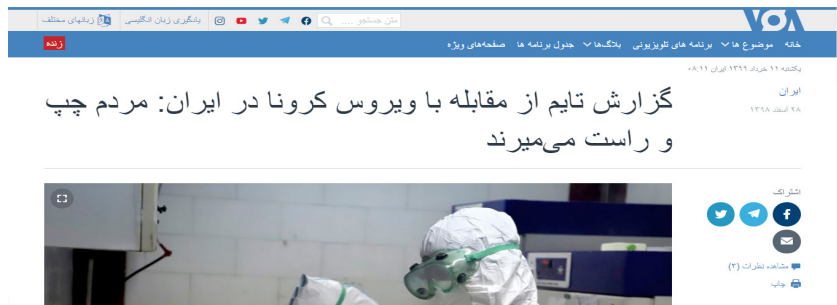 VOA
متن جستجو ....
یادگیری زبان انگلیسی
زبانهای مختلف
خانه موضوع ها برنامه های تلویزیونی بلاگ‌ها جدول برنامه ها صفحه‌های ویژه
زنده
یکشنبه ۱۱ خرداد ۱۳۹۹ ایران ۰۸:۱۱
ایران
۲۸ اسفند ۱۳۹۸
گزارش تایم از مقابله با ویروس کرونا در ایران: مردم چپ
و راست می‌میرند
اشتراک
مشاهده نظرات (۳)
چاپ